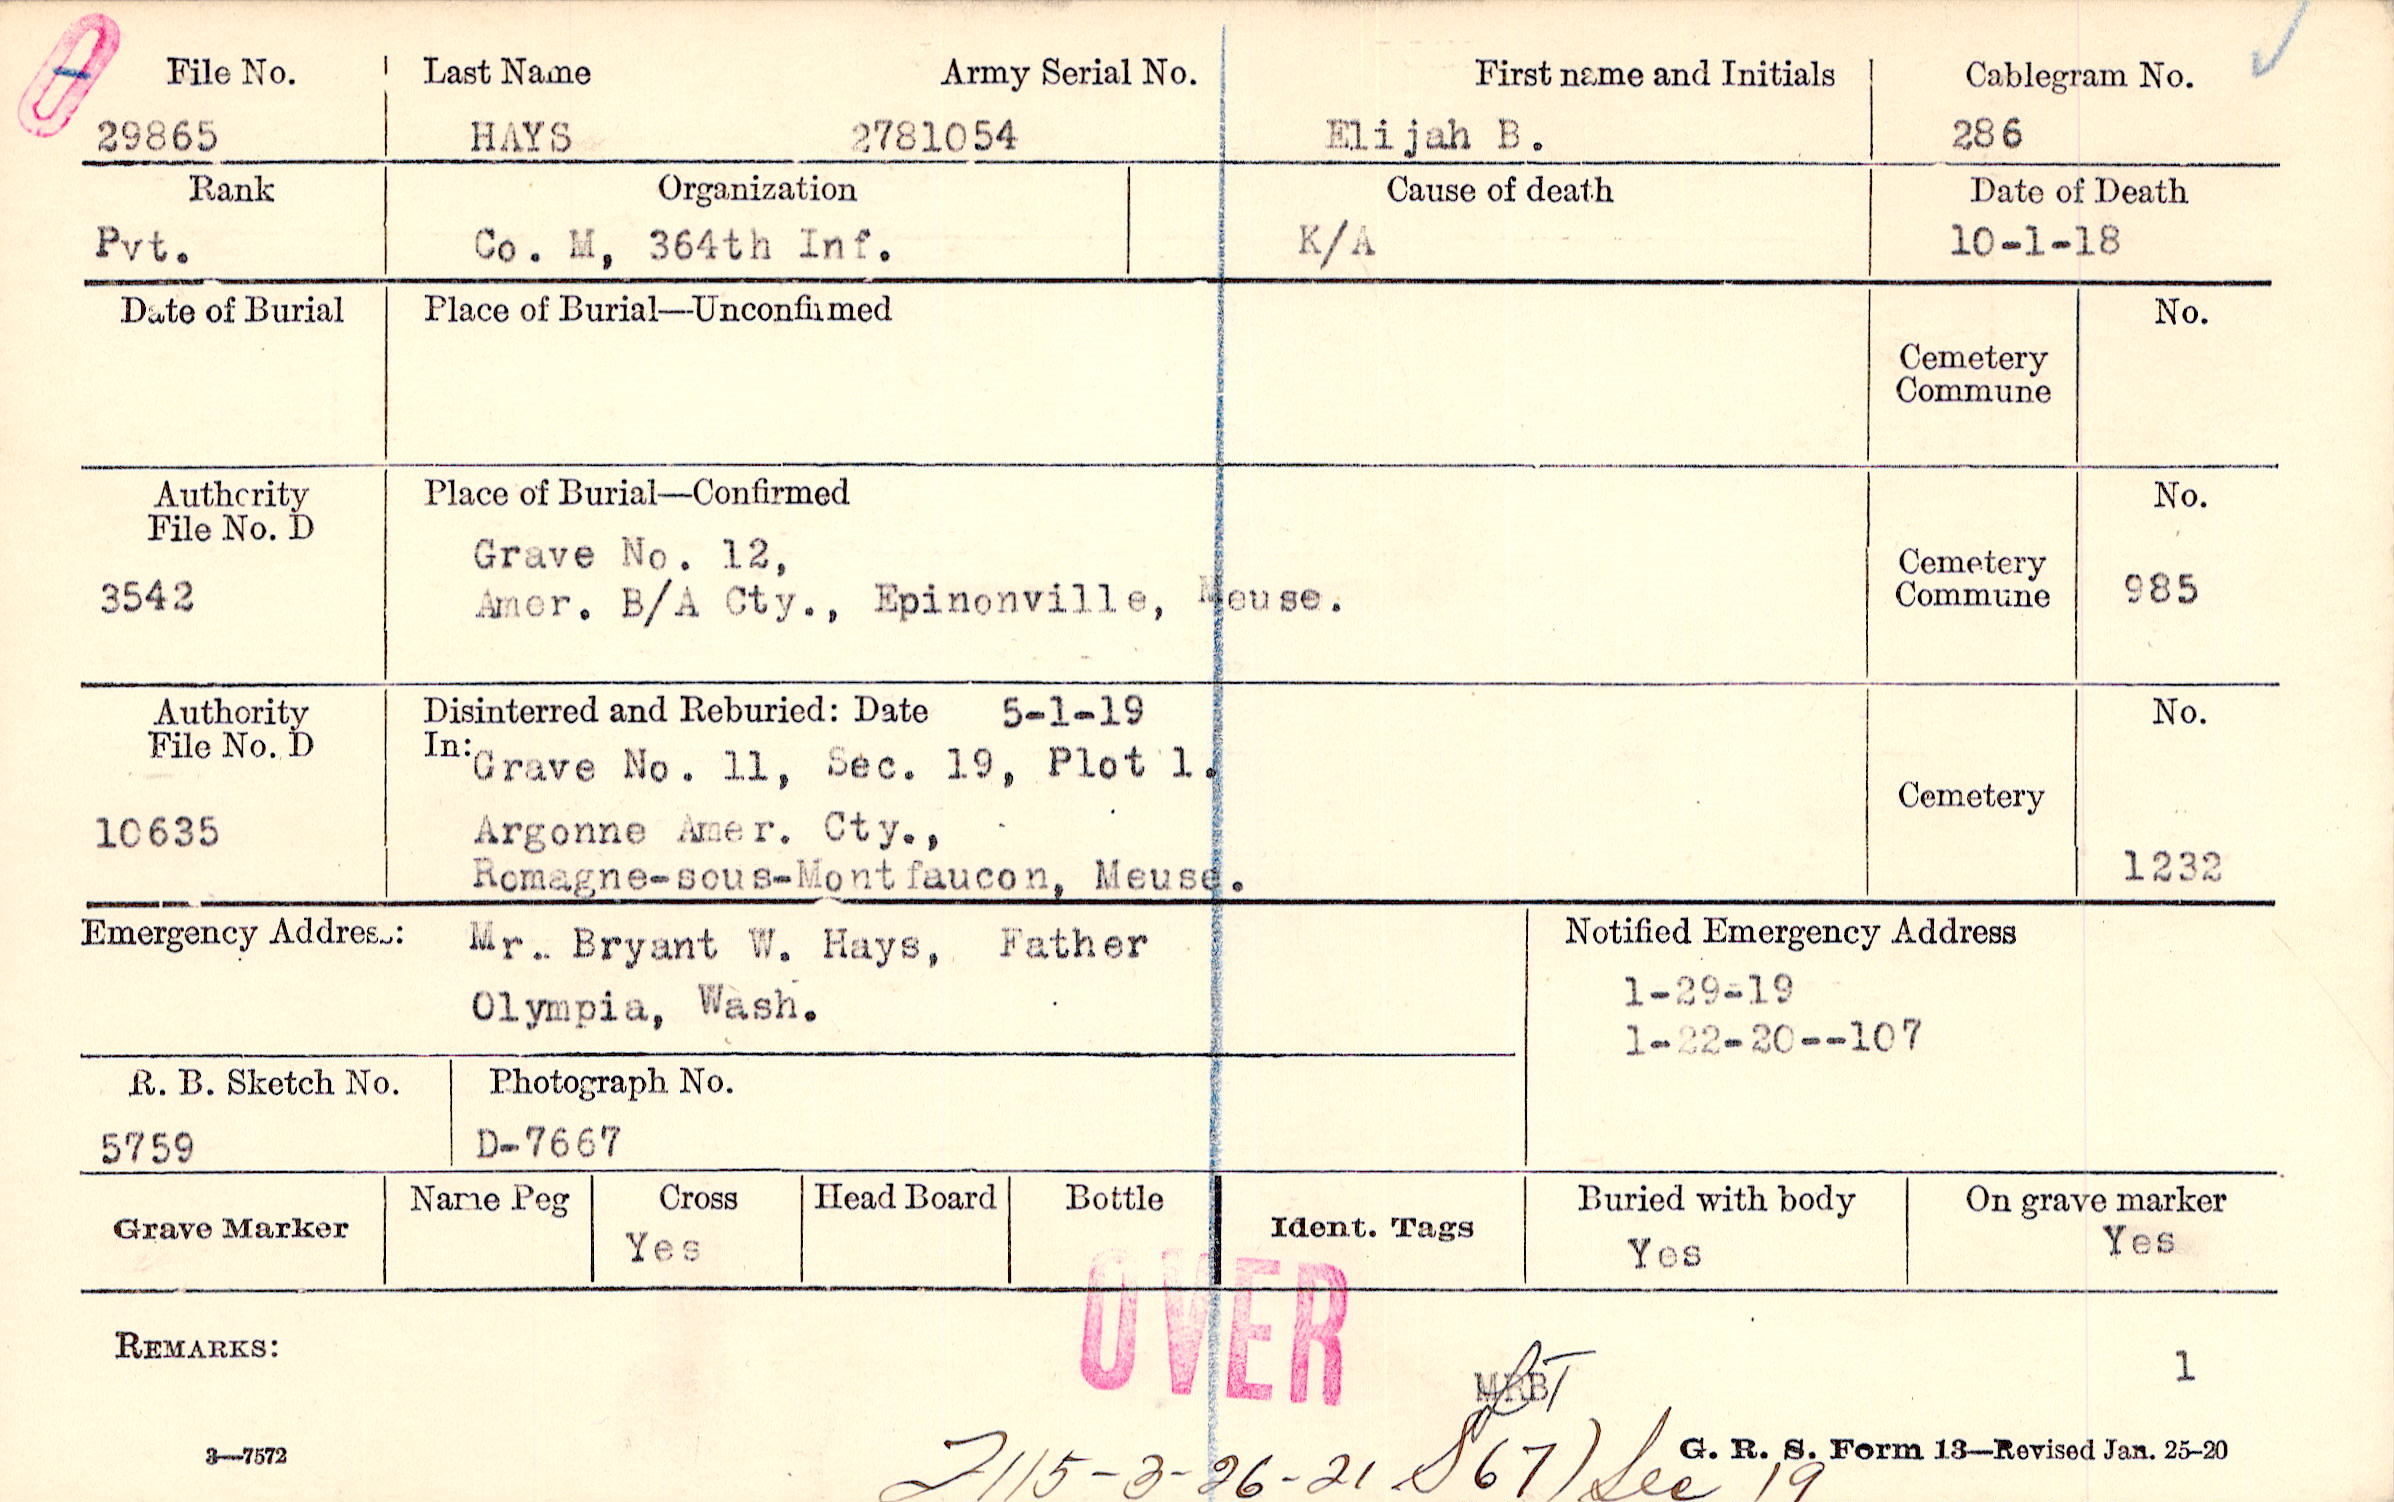 File No. Last Name Army Serial No. First name and Initials Cablegram No.
29865 HAYS 2781054 Elijah B. 286
Rank Organization Cause of death Date of Death
Pvt. Co. M, 364th Inf. K/A 10-1-18
Date of Burial Place of Burial—Unconfirmed No.
Cemetery
Commune
Authority Place of Burial—Confirmed No.
File No. D
Grave No. 12,
3542 Amer. B/A Cty., Epinonville, Meuse. Cemetery
Commune 985
Authority Disinterred and Reburied: Date 5-1-19 No.
File No. D In: Grave No. 11, Sec. 19, Plot 1.
Cemetery
10635 Argonne Amer. Cty.,
Romagne-sous-Montfaucon, Meuse. 1232
Emergency Address: Mr. Bryant W. Hays, Father Notified Emergency Address
Olympia, Wash. 1-29-19
1-22-20--107
R. B. Sketch No. Photograph No.
5759 D-7667
Grave Marker Name Peg Cross Head Board Bottle Ident. Tags Buried with body On grave marker
Yes Yes Yes
OVER
REMARKS: 1
3—7572 G. R. S. Form 13—Revised Jan. 25-20
115-3-26-21 67) Sec 19